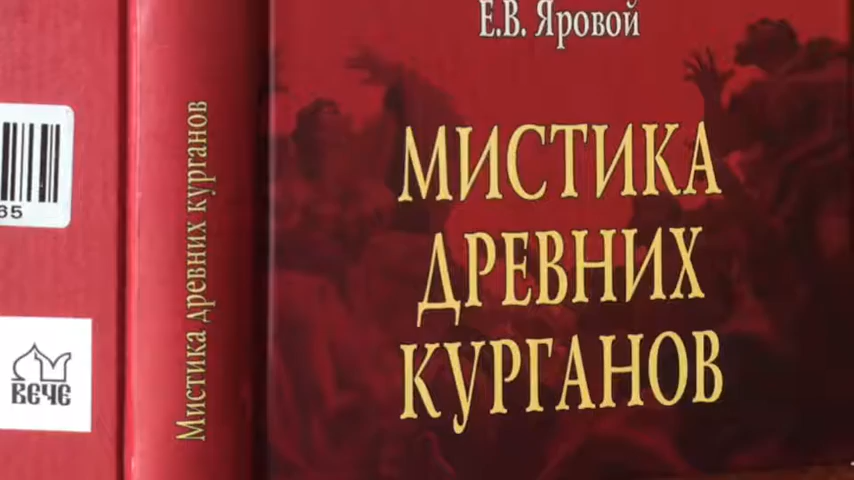 Е.В. Яровой
МИСТИКА
ДРЕВНИХ
КУРГАНОВ
Мистика древних курганов
65
ВЕЧЕ